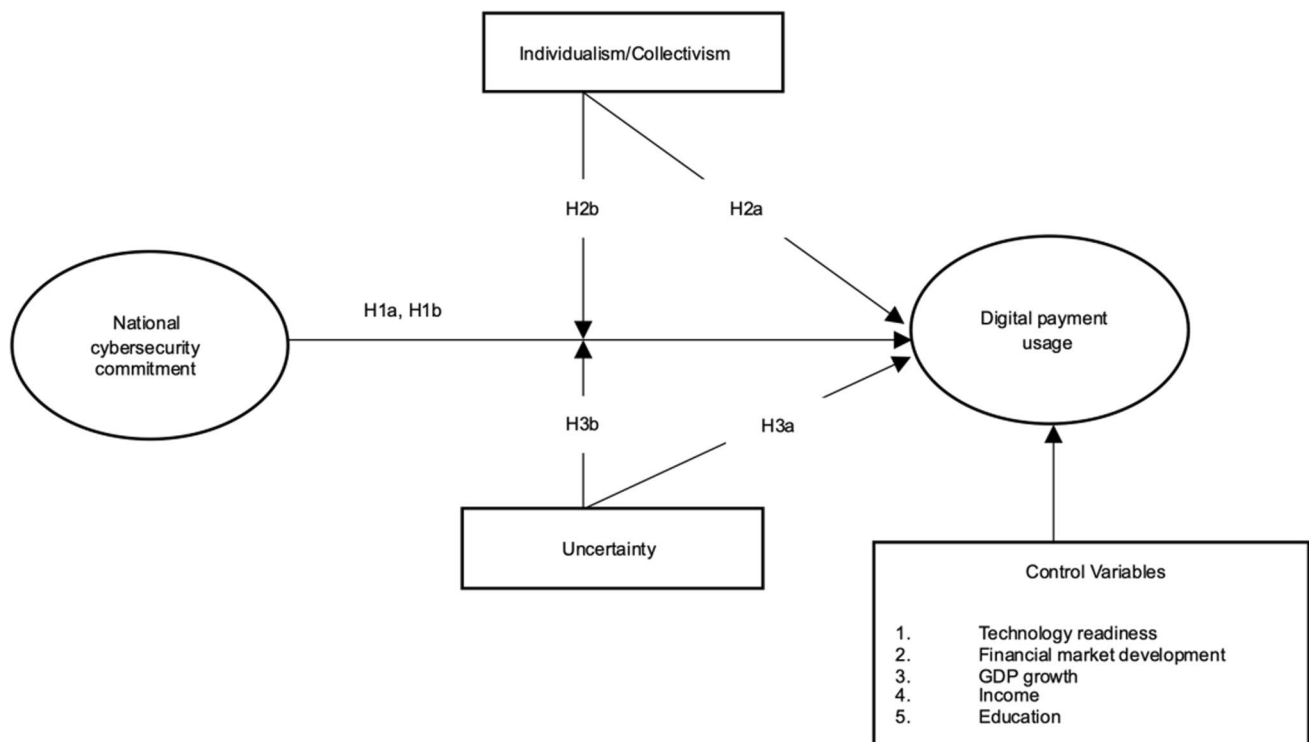 Individualism/Collectivism
H2b
H2a
H1a, H1b
National
cybersecurity
commitment
Digital payment
usage
H3b
H3a
Uncertainty
Control Variables
1. Technology readiness
2. Financial market development
3. GDP growth
4. Income
5. Education